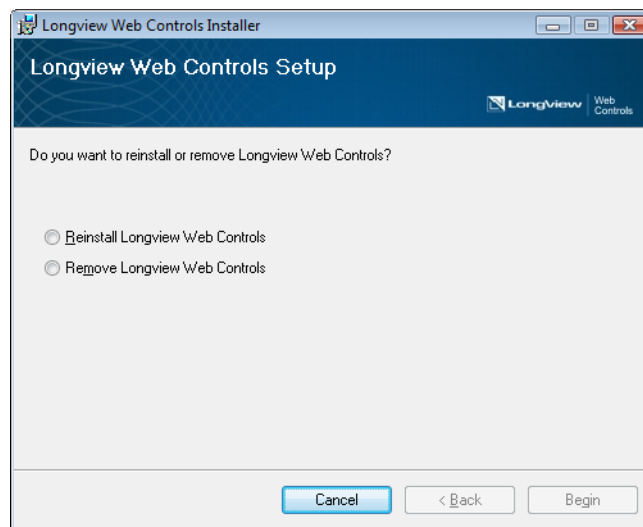 Longview Web Controls Installer
Longview Web Controls Setup
LongView
Web
Controls
Do you want to reinstall or remove Longview Web Controls?
Reinstall Longview Web Controls
Remove Longview Web Controls
Cancel
< Back
Begin